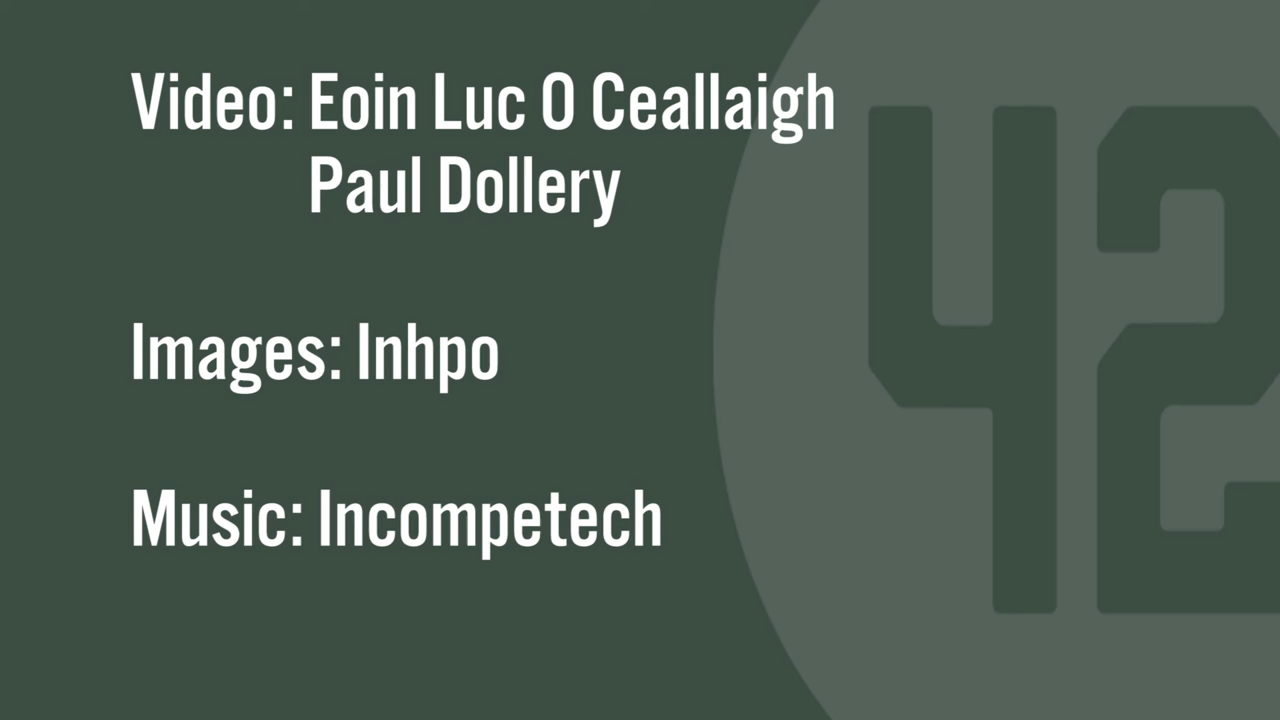 Video: Eoin Luc O Ceallaigh
Paul Dollery
Images: Inhpo
Music: Incompetech
42